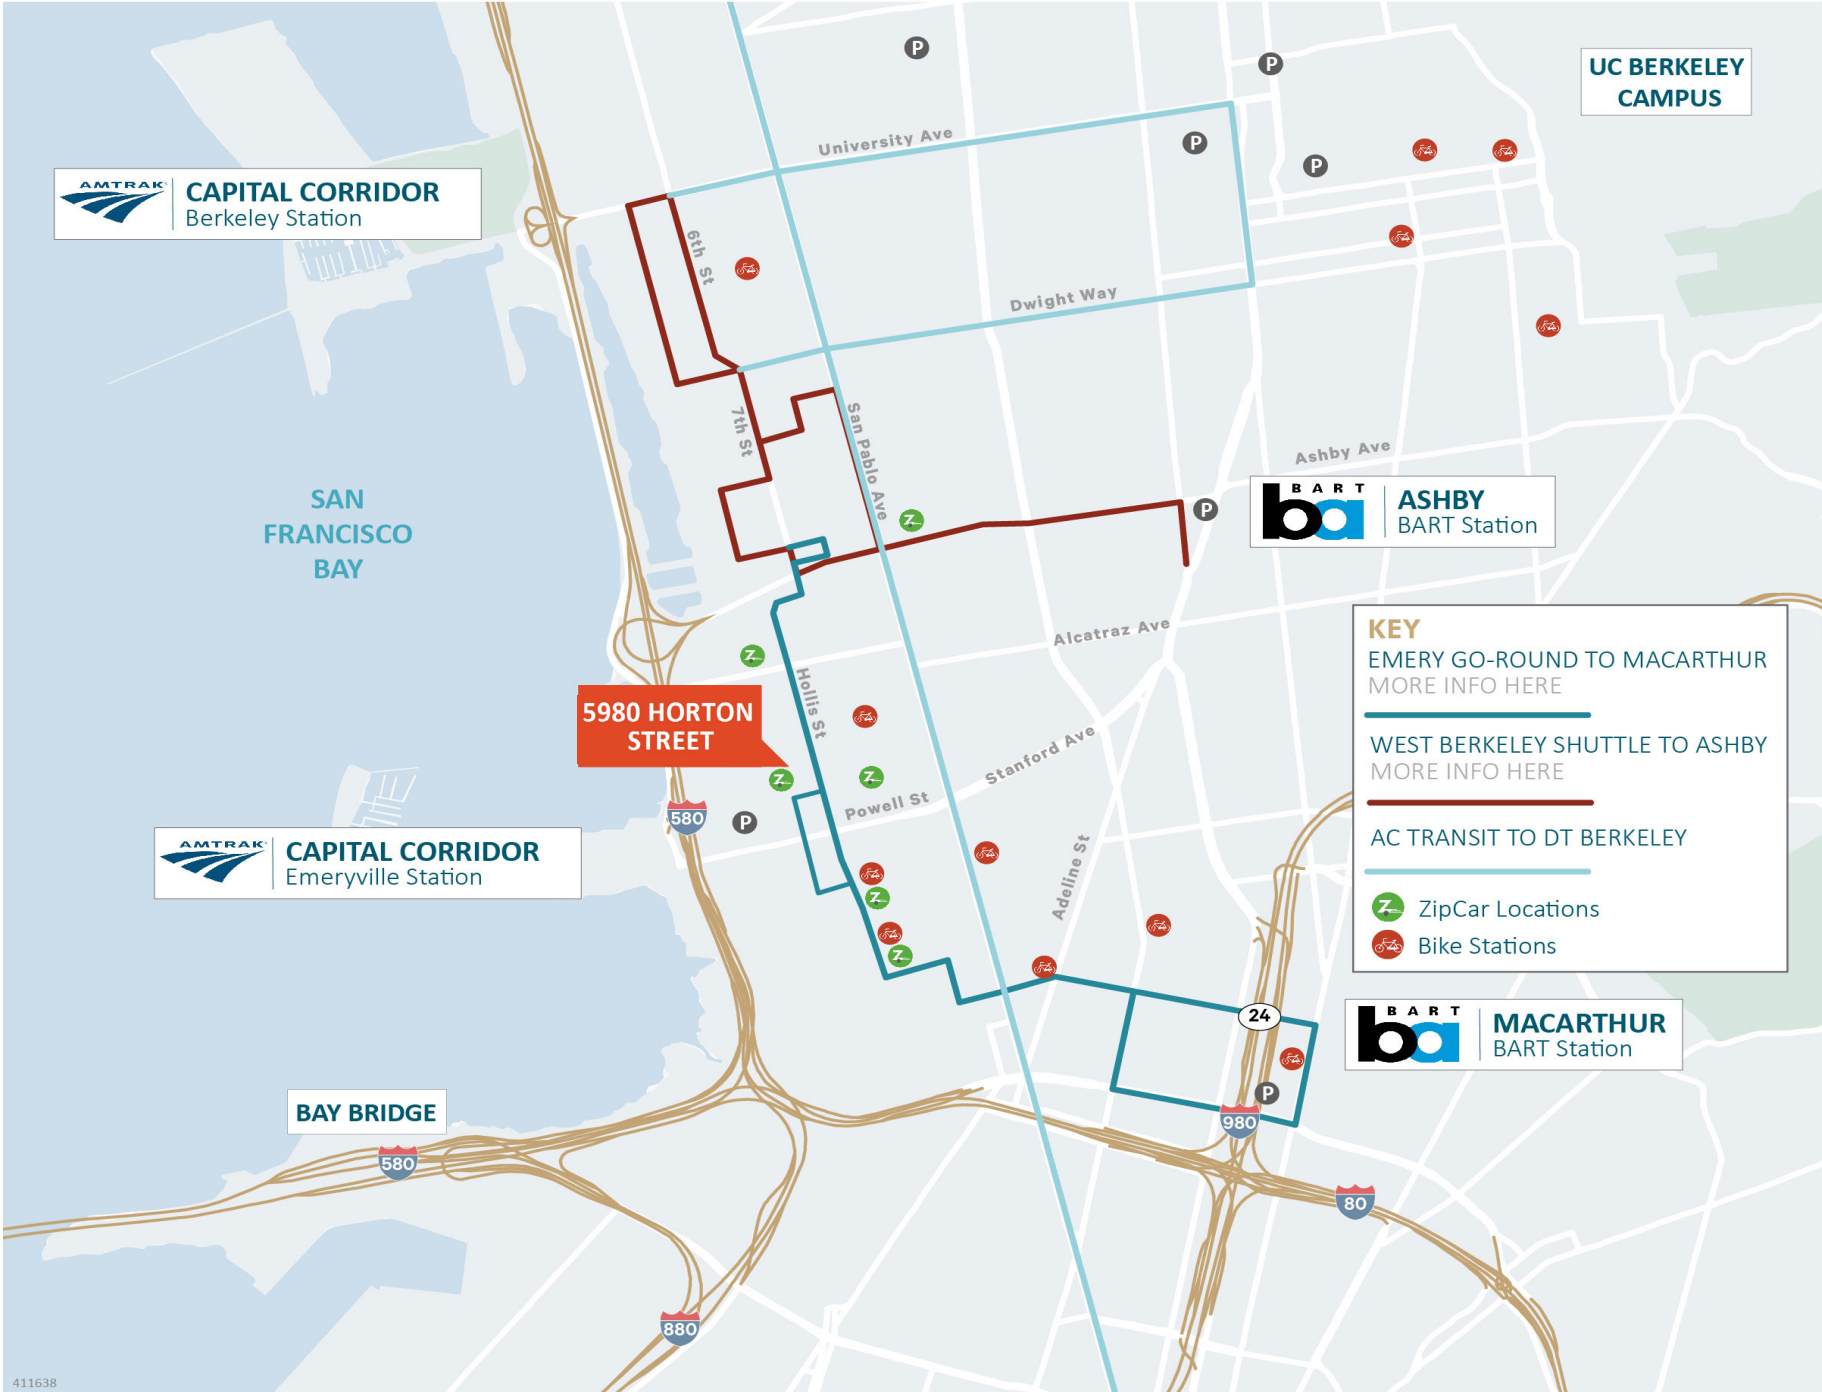 P
P
UC BERKELEY
CAMPUS
University Ave
P
P
AMTRAK
CAPITAL CORRIDOR
Berkeley Station
6th St
Dwight Way
7th St
San Pablo Ave
Ashby Ave
SAN
FRANCISCO
BAY
P
BART
ba
ASHBY
BART Station
Alcatraz Ave
Hollis St
5980 HORTON
STREET
Stanford Ave
Powell St
580
P
AMTRAK
CAPITAL CORRIDOR
Emeryville Station
Adeline St
KEY
EMERY GO-ROUND TO MACARTHUR
MORE INFO HERE
WEST BERKELEY SHUTTLE TO ASHBY
MORE INFO HERE
AC TRANSIT TO DT BERKELEY
Z
ZipCar Locations
Bike Stations
Z
Z
Z
Z
Z
Z
24
BART
ba
MACARTHUR
BART Station
P
980
BAY BRIDGE
580
80
880
411638